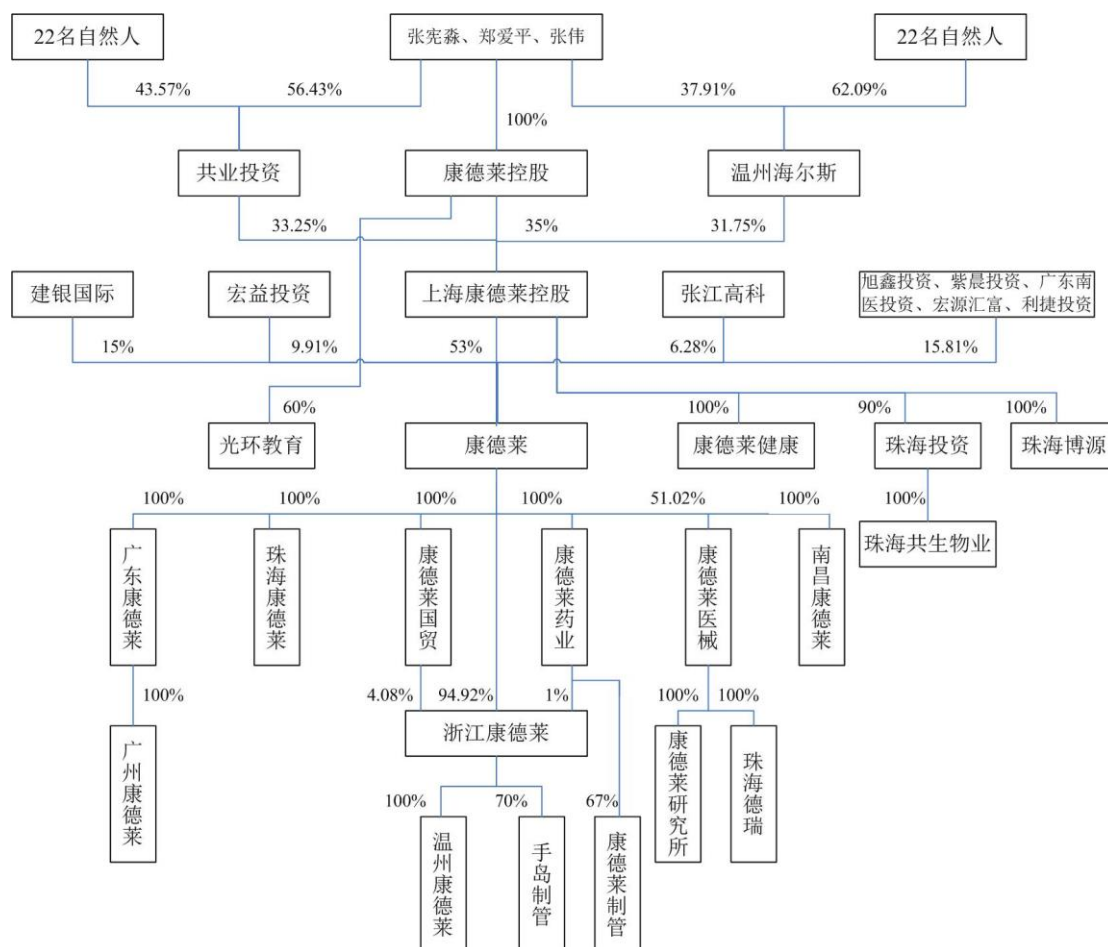 22名自然人
张宪淼、郑爱平、张伟
22名自然人
43.57%
56.43%
37.91%
62.09%
100%
共业投资
康德莱控股
温州海尔斯
33.25%
35%
31.75%
建银国际
宏益投资
上海康德莱控股
张江高科
旭鑫投资、紫晨投资、广东南
医投资、宏源汇富、利捷投资
15%
9.91%
53%
6.28%
15.81%
60%
100%
90%
100%
光环教育
康德莱
康德莱健康
珠海投资
珠海博源
100%
100%
100%
100%
51.02%
100%
100%
广东康德莱
珠海康德莱
康德莱国贸
康德莱药业
康德莱医械
南昌康德莱
珠海共生物业
100%
4.08%
94.92%
1%
100%
100%
广州康德莱
浙江康德莱
康德莱研究所
珠海德瑞
100%
70%
67%
温州康德莱
手岛制管
康德莱制管